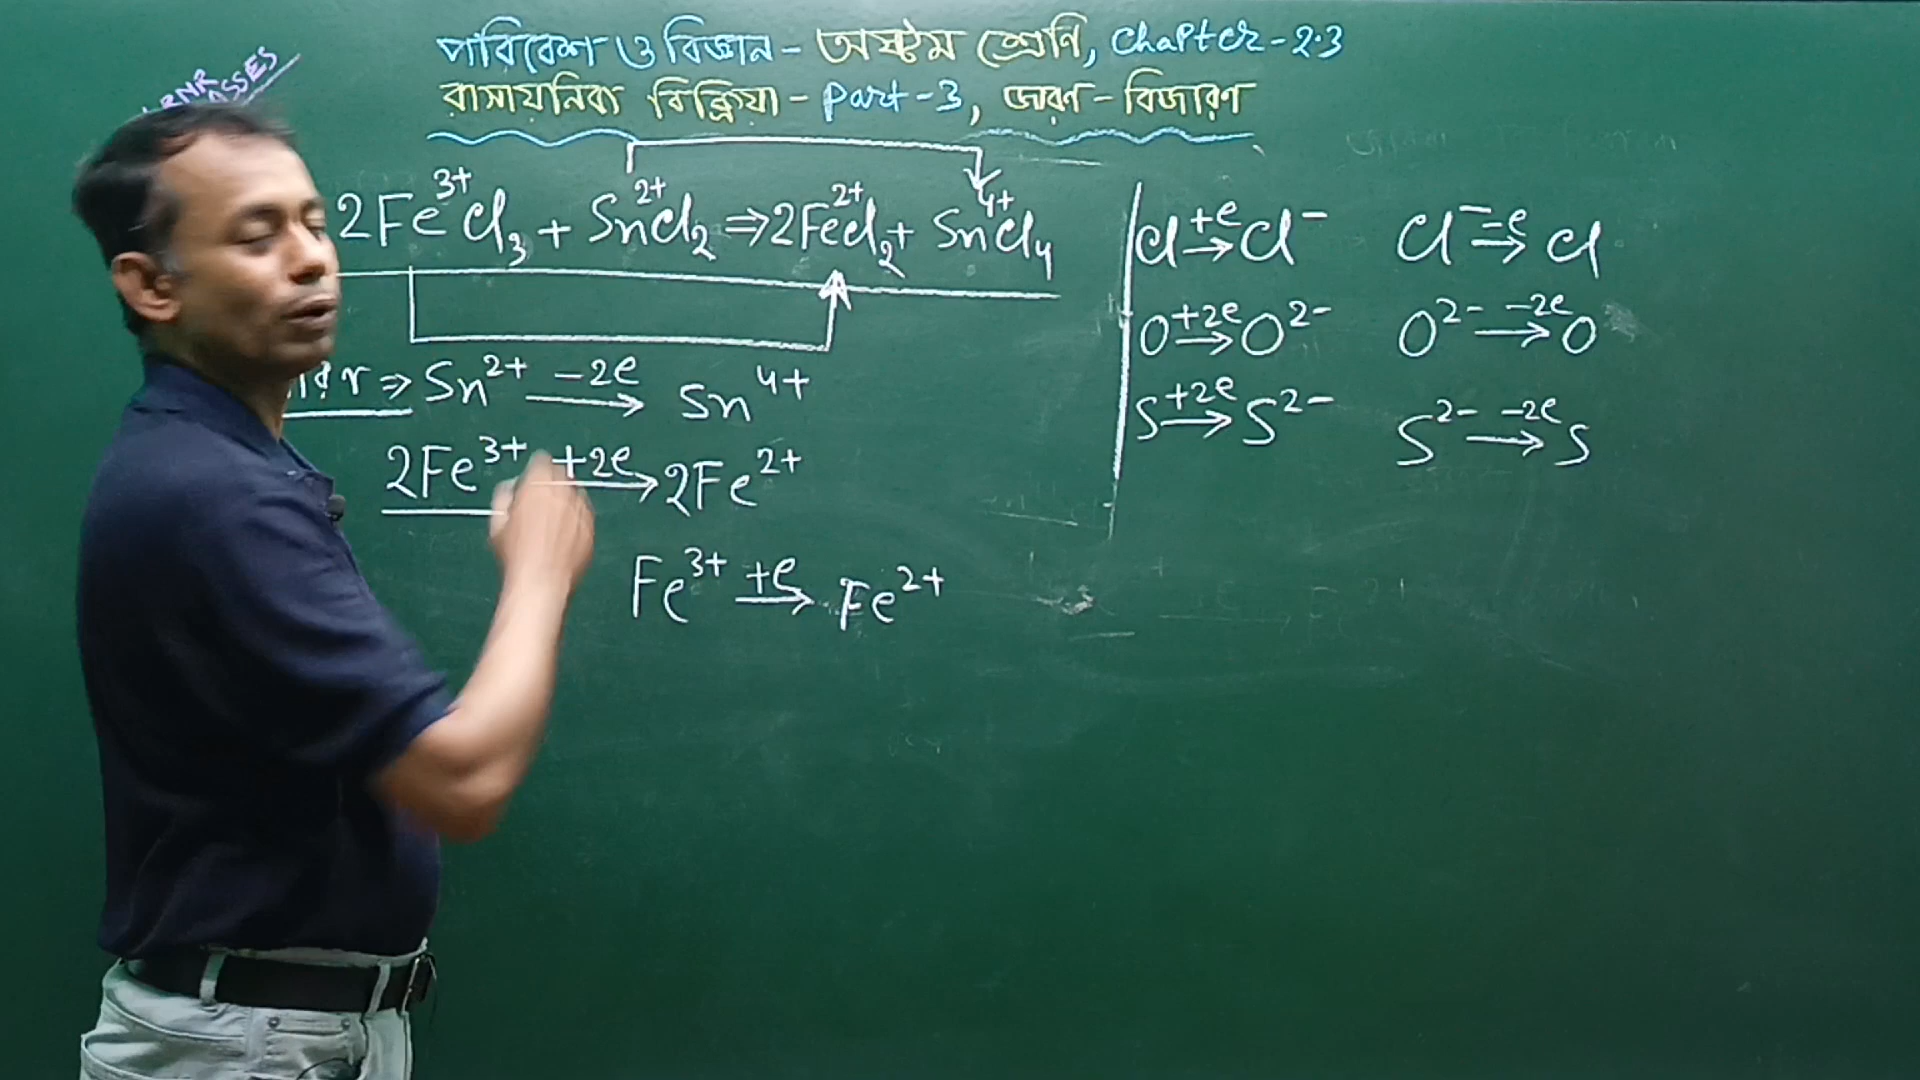 পরিবেশ ও বিজ্ঞান - অষ্টম শ্রেণি, Chapter-2.3
রাসায়নিক বিক্রিয়া - Part-3, জারণ-বিজারণ
2Fe³⁺Cl₃ + Sn²⁺Cl₂ ⇒ 2Fe²⁺Cl₂ + Sn⁴⁺Cl₄
⇒ Sn²⁺ –2e→ Sn⁴⁺
2Fe³⁺ +2e→ 2Fe²⁺
Fe³⁺ +e→ Fe²⁺
Cl +e→ Cl⁻ Cl⁻ –e→ Cl
O +2e→ O²⁻ O²⁻ –2e→ O
S +2e→ S²⁻ S²⁻ –2e→ S